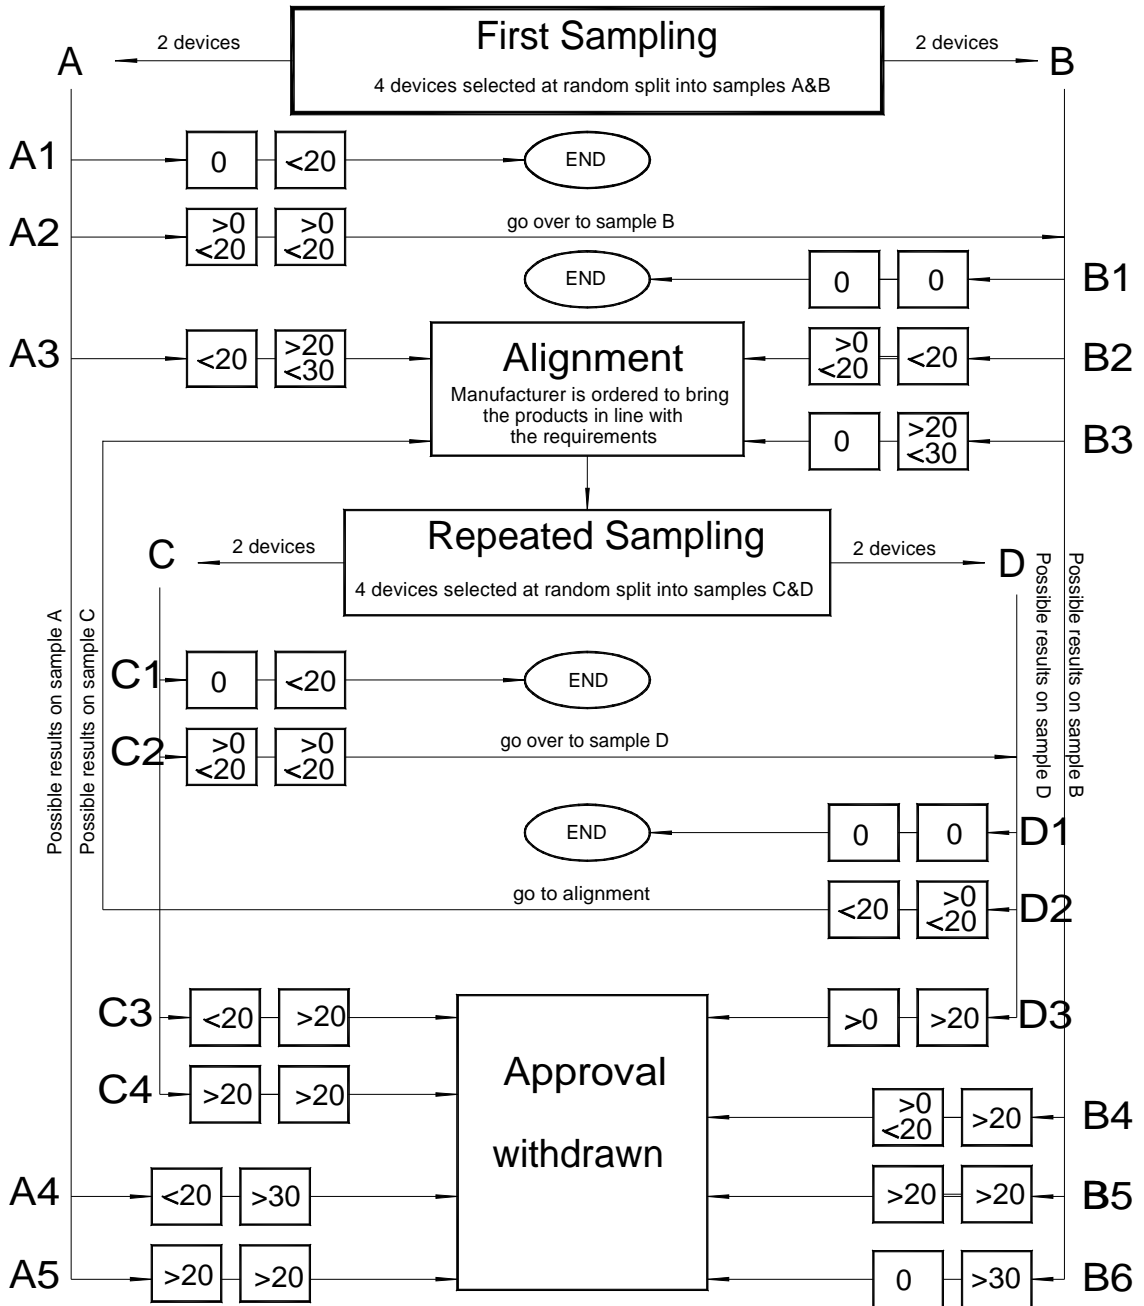 First Sampling
2 devices
2 devices
A
B
4 devices selected at random split into samples A&B
A1
0
<20
END
A2
>0
<20
>0
<20
go over to sample B
END
0
0
B1
A3
<20
>20
<30
Alignment
Manufacturer is ordered to bring
the products in line with
the requirements
>0
<20
<20
B2
0
>20
<30
B3
Repeated Sampling
2 devices
2 devices
C
D
4 devices selected at random split into samples C&D
Possible results on sample A
Possible results on sample C
Possible results on sample D
Possible results on sample B
C1
0
<20
END
C2
>0
<20
>0
<20
go over to sample D
END
0
0
D1
go to alignment
<20
>0
<20
D2
C3
<20
>20
Approval
withdrawn
>0
>20
D3
C4
>20
>20
>0
<20
>20
B4
A4
<20
>30
>20
>20
B5
A5
>20
>20
0
>30
B6